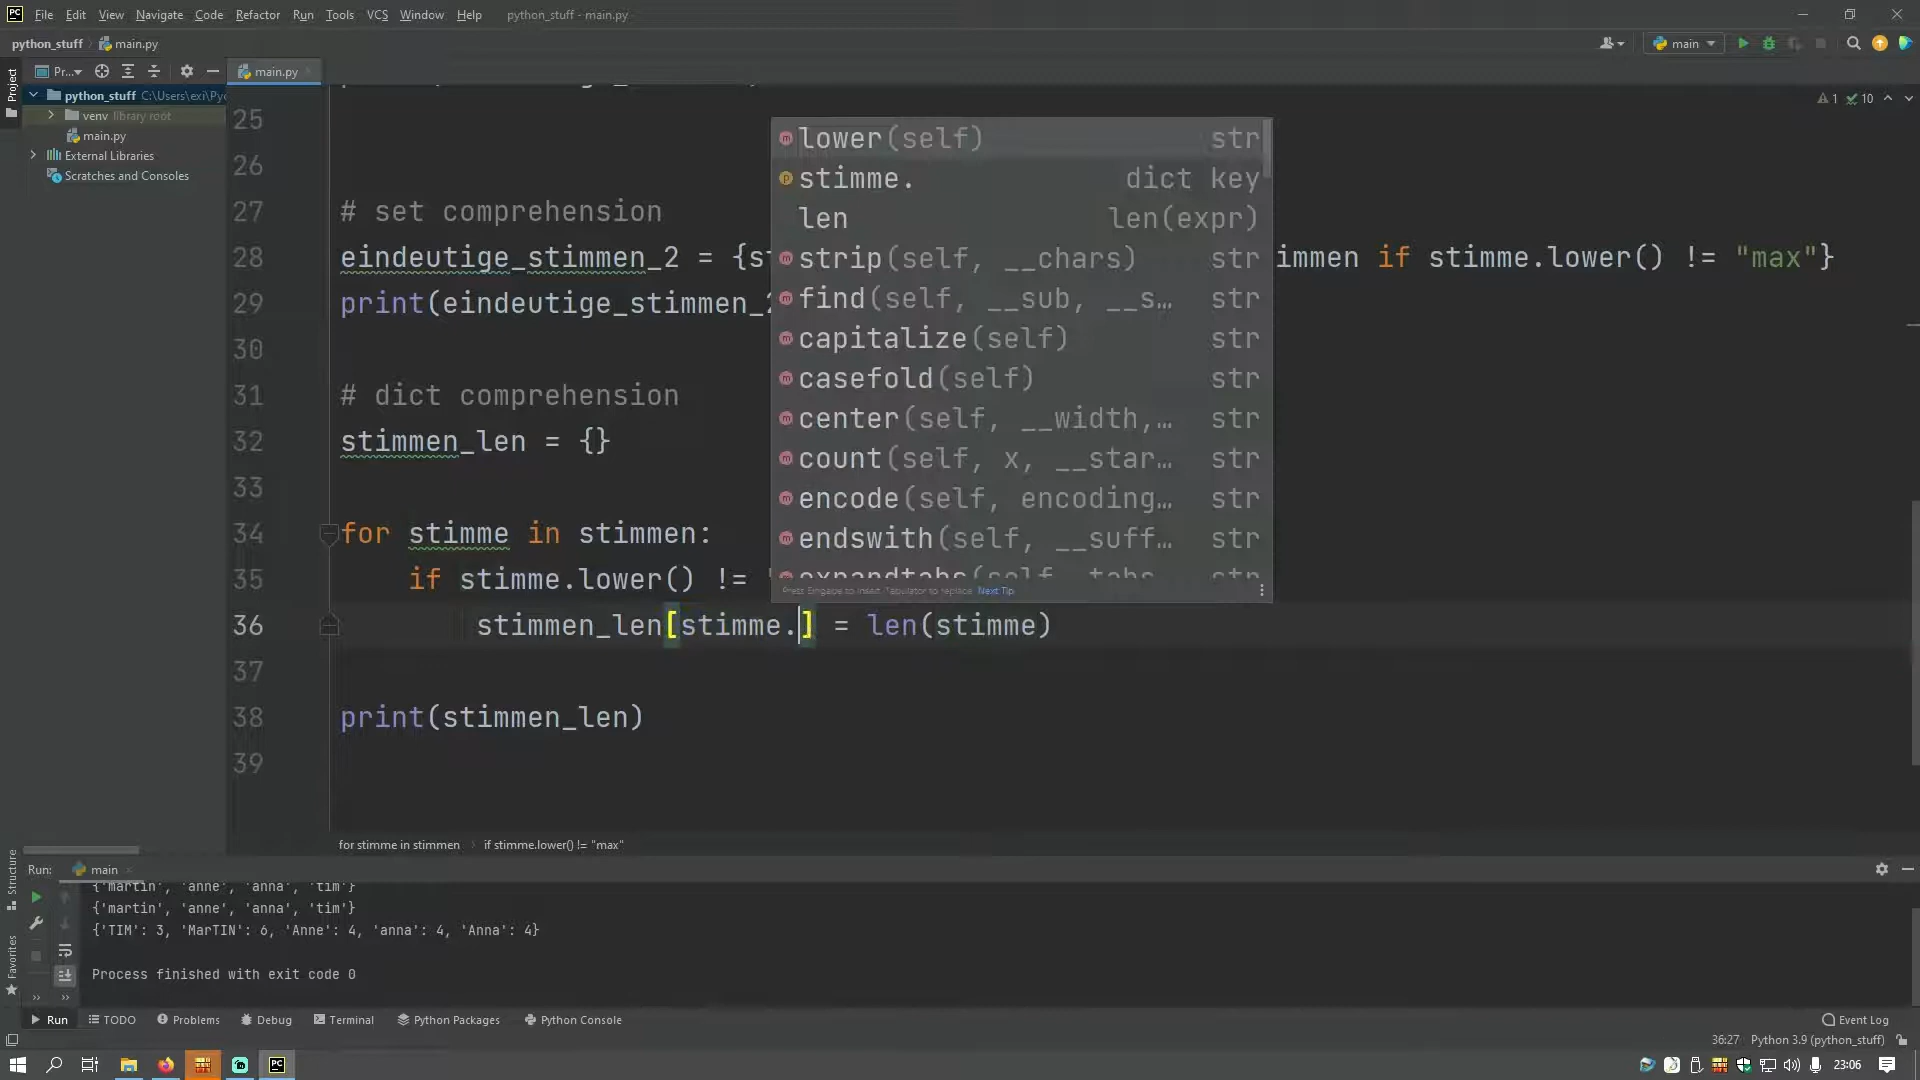 File Edit View Navigate Code Refactor Run Tools VCS Window Help python_stuff - main.py
python_stuff main.py
main
Project
Pr...
main.py
python_stuff C:\Users\exi\Pyc
venv library root
main.py
External Libraries
Scratches and Consoles
1 10
25
26
27 # set comprehension
28 eindeutige_stimmen_2 = {st immen if stimme.lower() != "max"}
29 print(eindeutige_stimmen_2
30
31 # dict comprehension
32 stimmen_len = {}
33
34 for stimme in stimmen:
35 if stimme.lower() != "
36 stimmen_len[stimme.] = len(stimme)
37
38 print(stimmen_len)
39
lower(self) str
stimme. dict key
len len(expr)
strip(self, __chars) str
find(self, __sub, __s… str
capitalize(self) str
casefold(self) str
center(self, __width,… str
count(self, x, __star… str
encode(self, encoding… str
endswith(self, __suff… str
expandtabs(self, tabs str
Press Eingabe to insert, Tabulator to replace Next Tip
for stimme in stimmen if stimme.lower() != "max"
Structure
Favorites
Run: main
{'martin', 'anne', 'anna', 'tim'}
{'martin', 'anne', 'anna', 'tim'}
{'TIM': 3, 'MarTIN': 6, 'Anne': 4, 'anna': 4, 'Anna': 4}
Process finished with exit code 0
Run TODO Problems Debug Terminal Python Packages Python Console Event Log
36:27 Python 3.9 (python_stuff)
PC
23:06